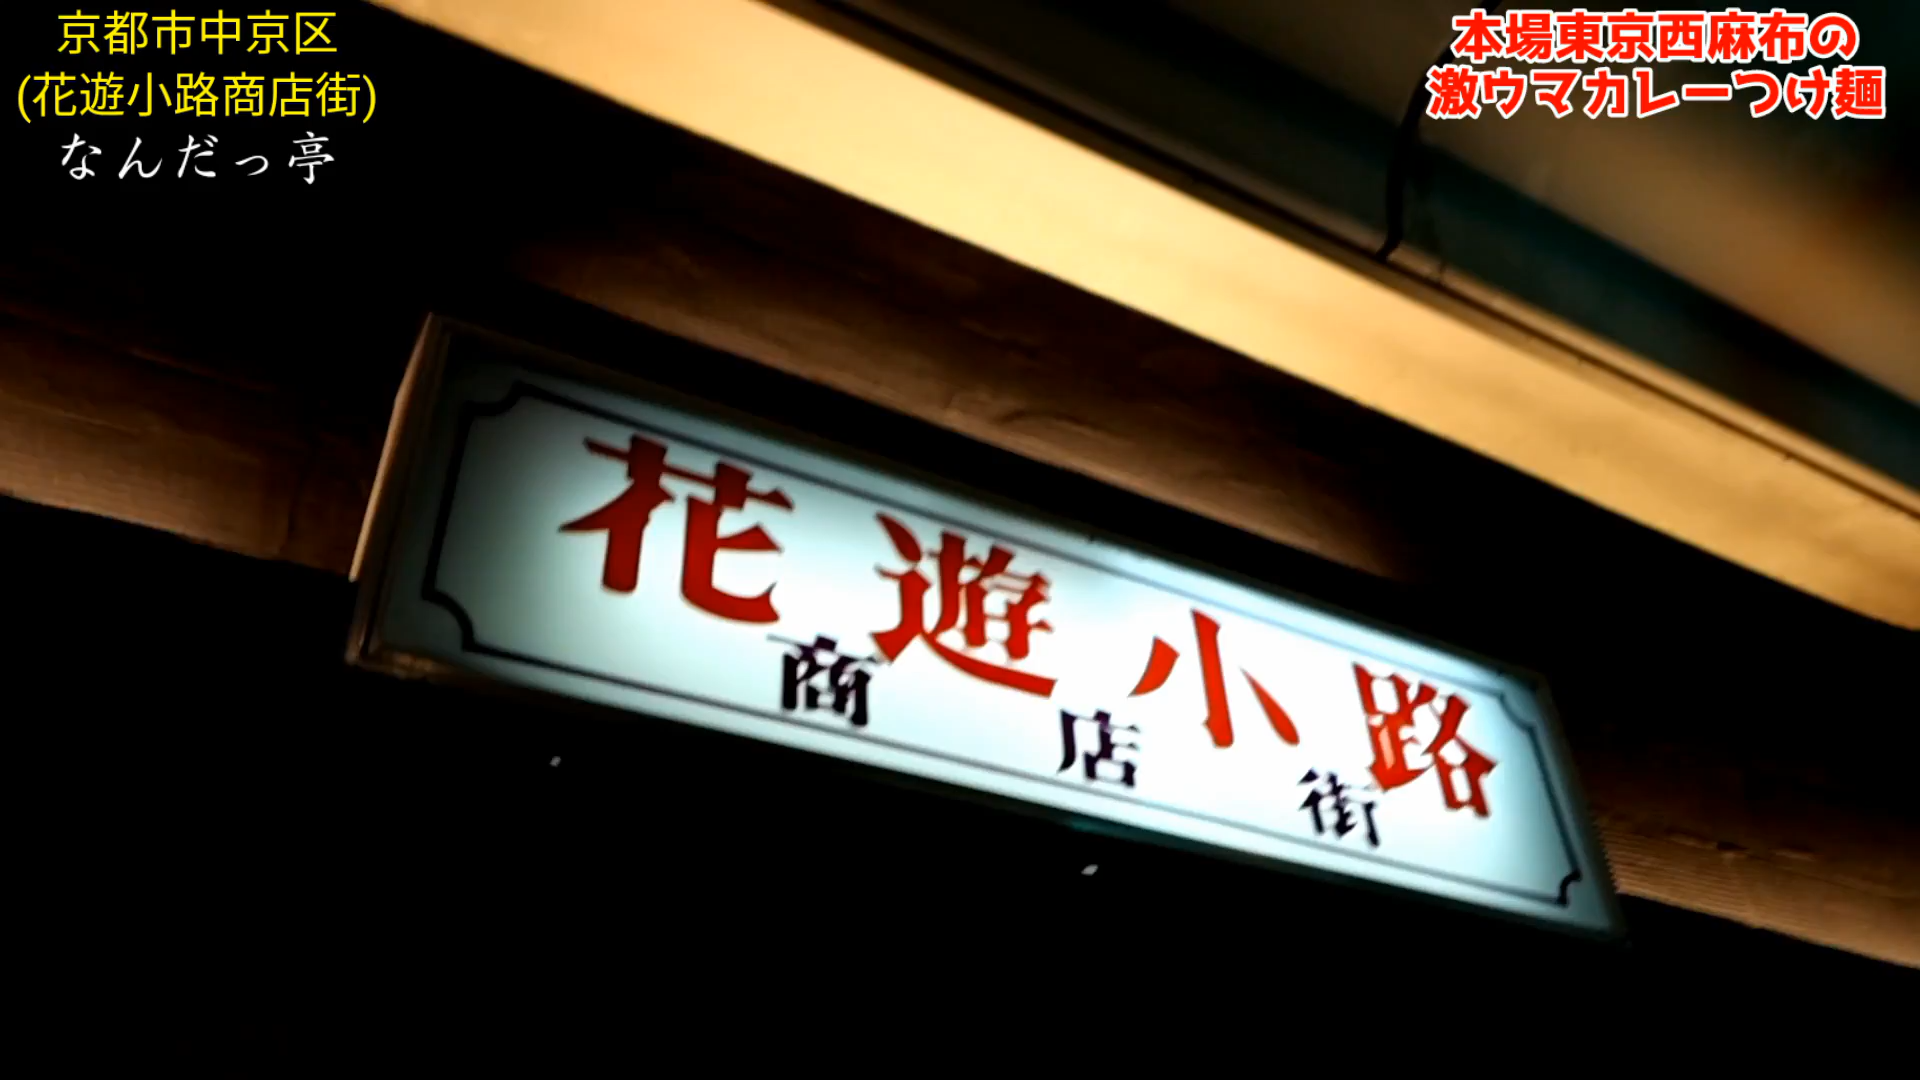 京都市中京区
(花遊小路商店街)
なんだっ亭
本場東京西麻布の
激ウマカレーつけ麺
花遊小路
商店街